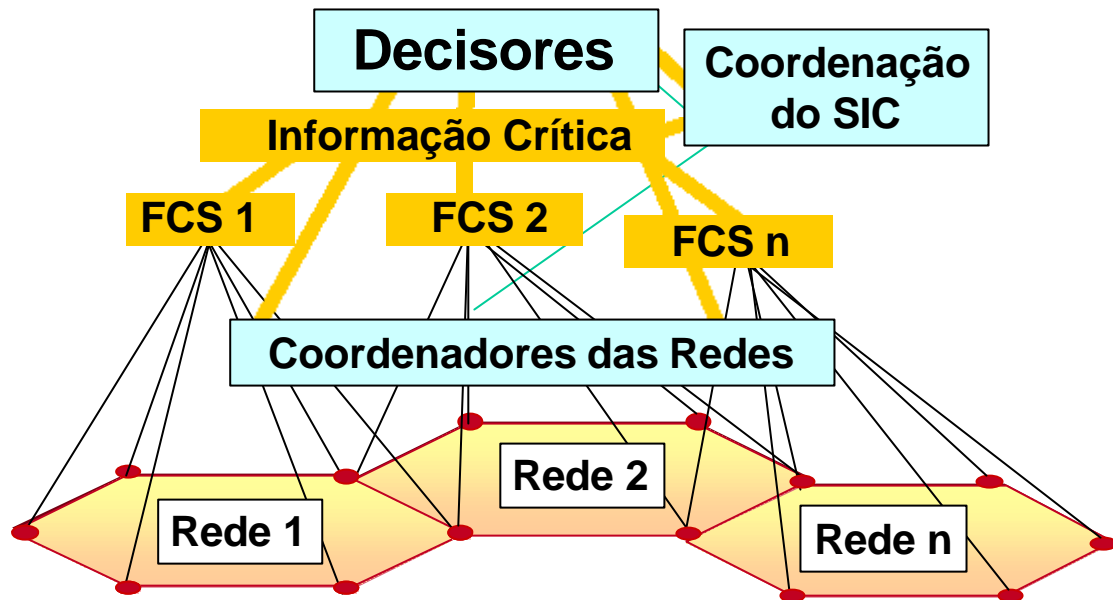 Decisores
Coordenação
do SIC
Informação Crítica
FCS 1
FCS 2
FCS n
Coordenadores das Redes
Rede 1
Rede 2
Rede n